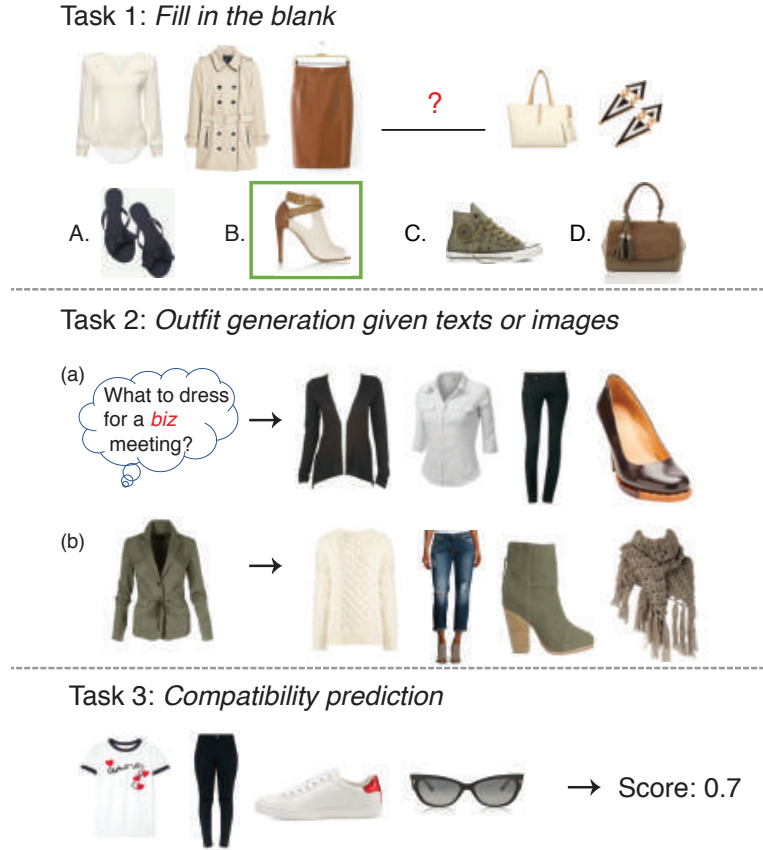 Task 1: Fill in the blank
?
A.
B.
C.
D.
Task 2: Outfit generation given texts or images
(a)
What to dress
for a biz
meeting?
(b)
Task 3: Compatibility prediction
amour
Score: 0.7